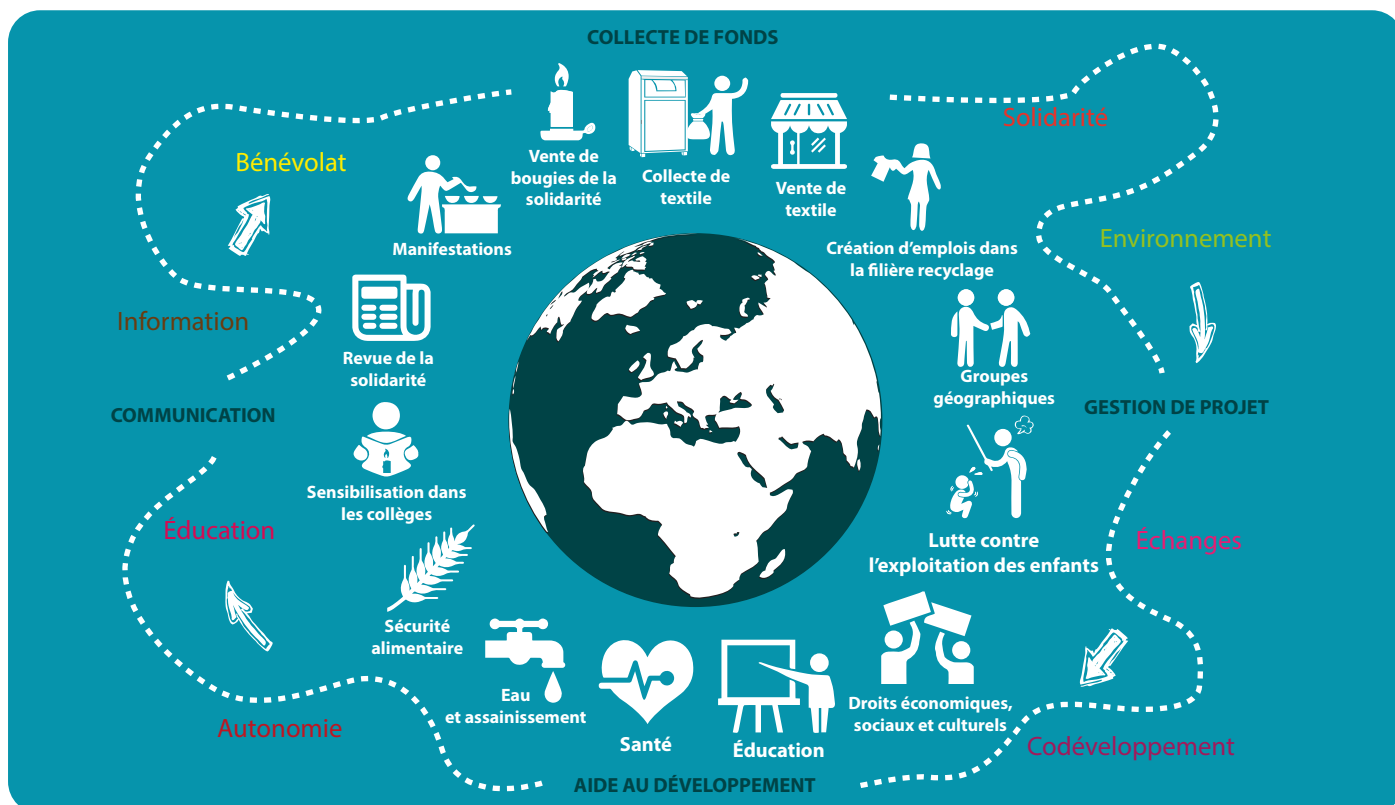 COLLECTE DE FONDS
Solidarité
Bénévolat
Vente de
bougies de la
solidarité
Collecte de
textile
Vente de
textile
Manifestations
Création d'emplois dans
la filière recyclage
Environnement
Information
Revue de la
solidarité
Groupes
géographiques
COMMUNICATION
GESTION DE PROJET
Sensibilisation dans
les collèges
Éducation
Lutte contre
l'exploitation des enfants
Échanges
Sécurité
alimentaire
Eau
et assainissement
Santé
Éducation
Droits économiques,
sociaux et culturels
Autonomie
Codéveloppement
AIDE AU DÉVELOPPEMENT